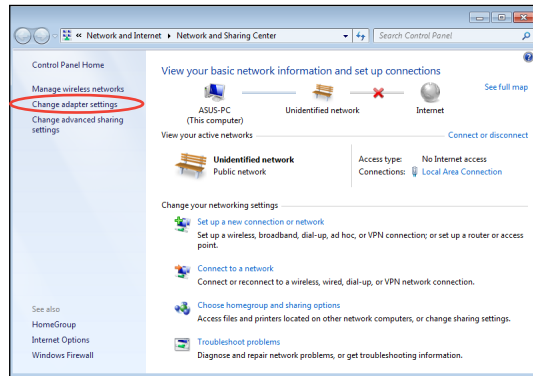 « Network and Internet ▸ Network and Sharing Center
Search Control Panel
Control Panel Home
Manage wireless networks
Change adapter settings
Change advanced sharing
settings
See also
HomeGroup
Internet Options
Windows Firewall
View your basic network information and set up connections
See full map
ASUS-PC
(This computer)
Unidentified network
Internet
View your active networks
Connect or disconnect
Unidentified network
Public network
Access type: No Internet access
Connections: Local Area Connection
Change your networking settings
Set up a new connection or network
Set up a wireless, broadband, dial-up, ad hoc, or VPN connection; or set up a router or access
point.
Connect to a network
Connect or reconnect to a wireless, wired, dial-up, or VPN network connection.
Choose homegroup and sharing options
Access files and printers located on other network computers, or change sharing settings.
Troubleshoot problems
Diagnose and repair network problems, or get troubleshooting information.